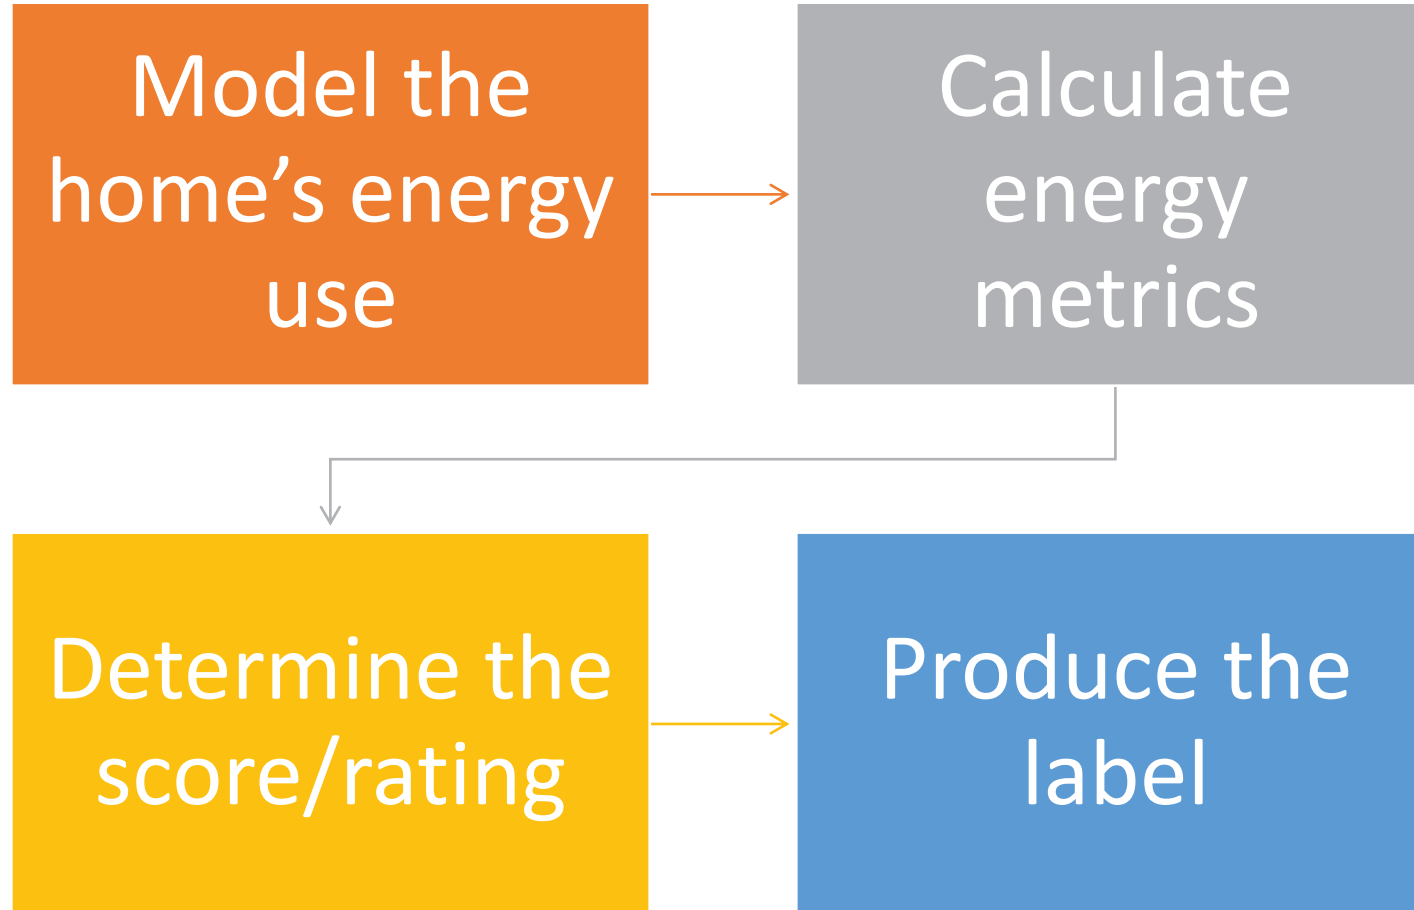 Model the
home’s energy
use
Calculate
energy
metrics
Determine the
score/rating
Produce the
label